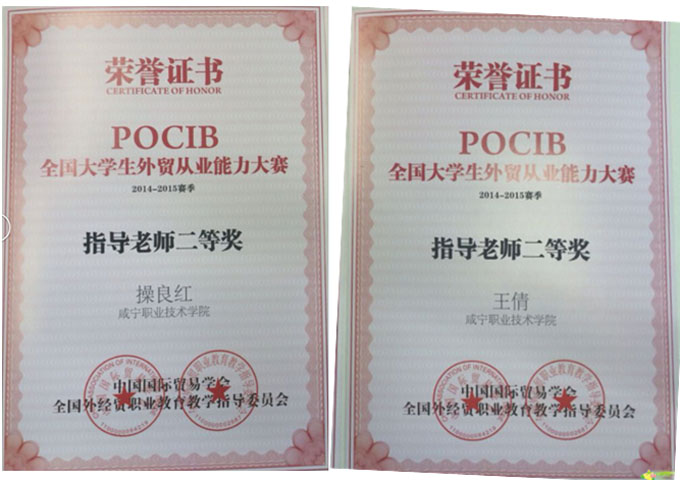 荣誉证书
CERTIFICATE OF HONOR
POCIB
全国大学生外贸从业能力大赛
2014-2015赛季
指导老师二等奖
操良红
咸宁职业技术学院
中国国际贸易学会
全国外经贸职业教育教学指导委员会
荣誉证书
CERTIFICATE OF HONOR
POCIB
全国大学生外贸从业能力大赛
2014-2015赛季
指导老师二等奖
王倩
咸宁职业技术学院
中国国际贸易学会
全国外经贸职业教育教学指导委员会